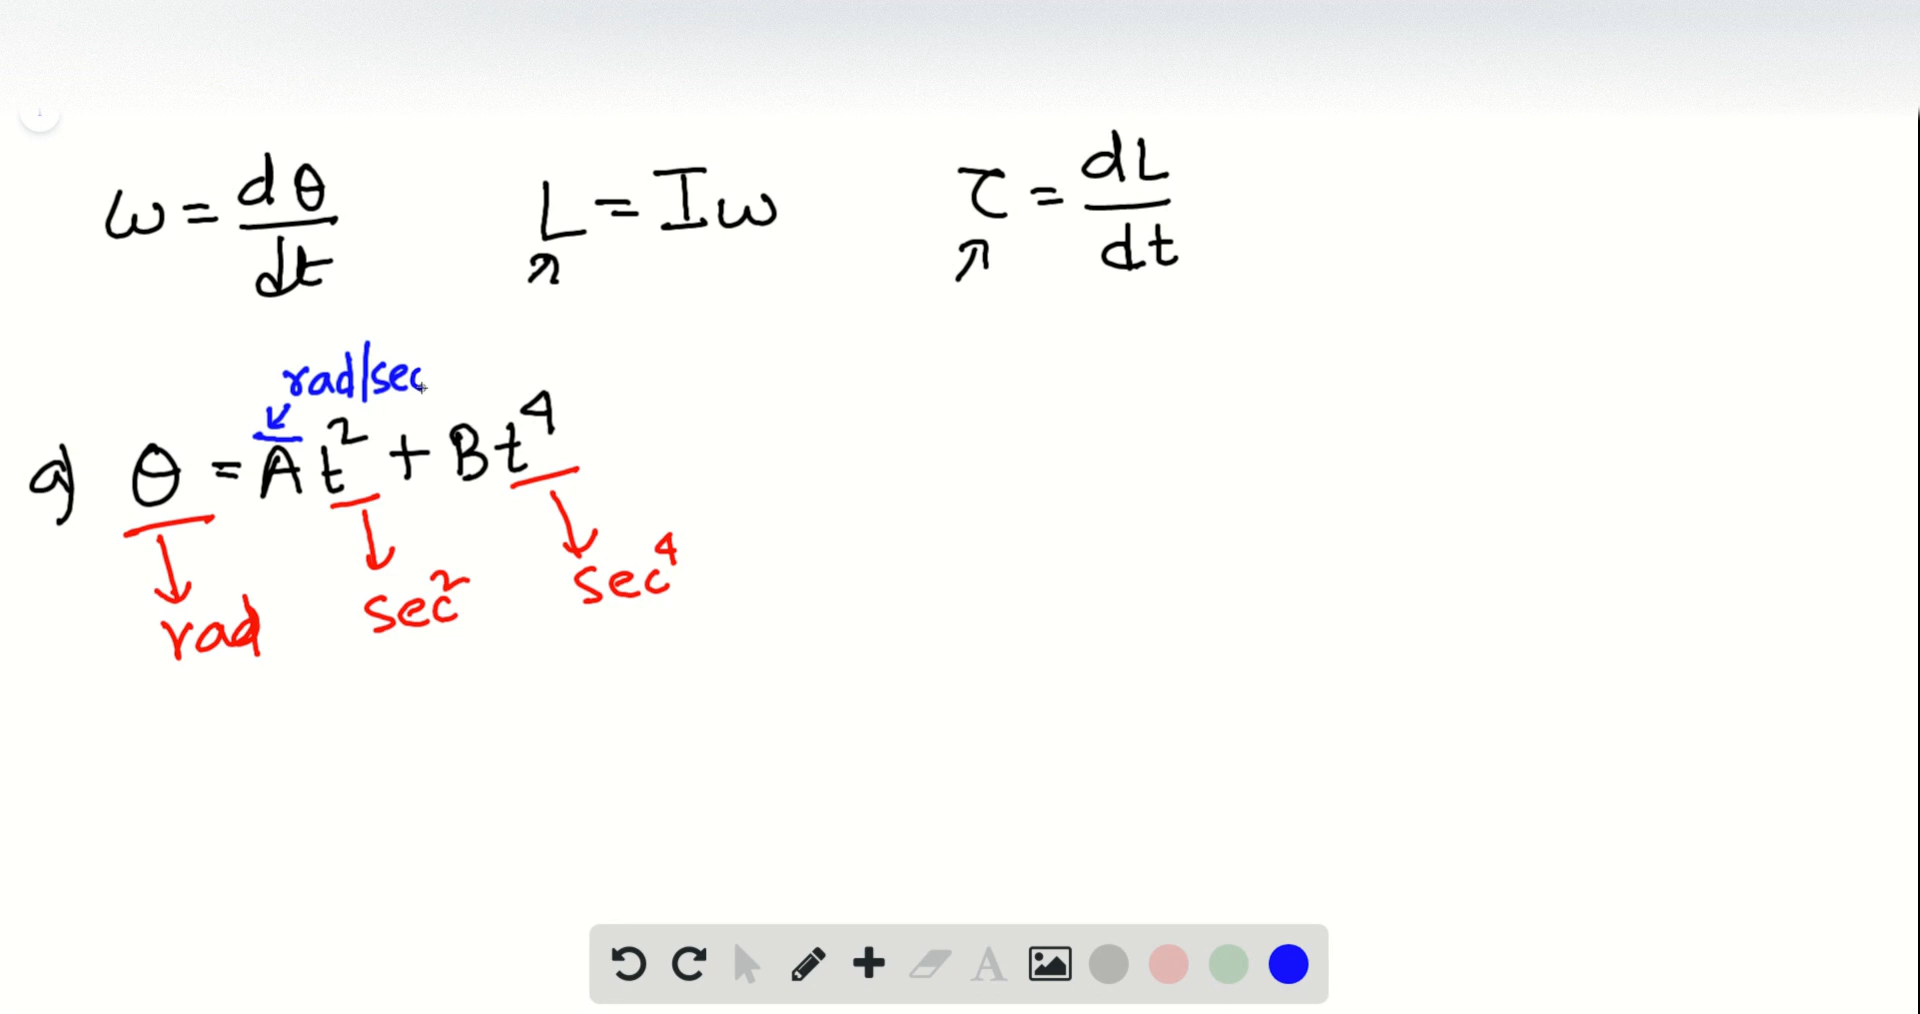 ω = dθ/dt L = Iω τ = dL/dt
rad/sec
a) θ = At² + Bt⁴
rad sec² sec⁴
A